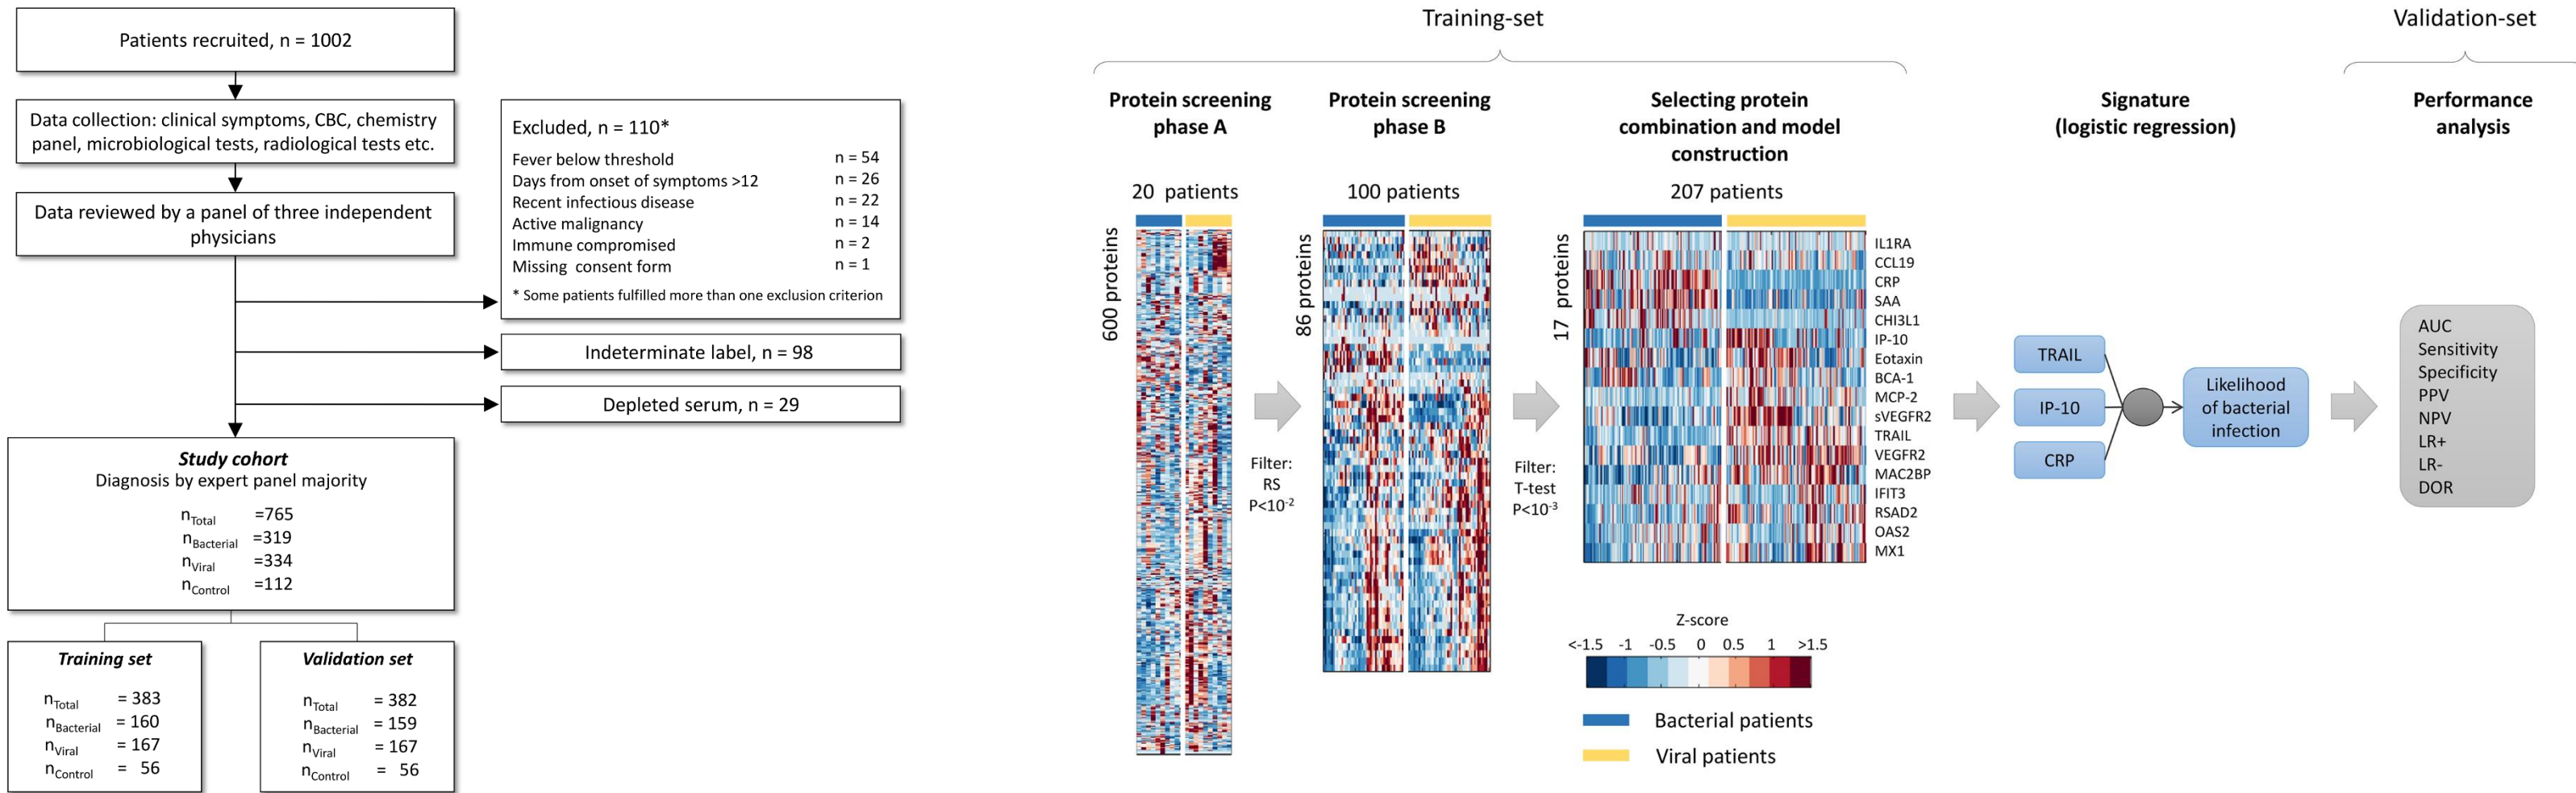 Patients recruited, n = 1002
Data collection: clinical symptoms, CBC, chemistry
panel, microbiological tests, radiological tests etc.
Data reviewed by a panel of three independent
physicians
Excluded, n = 110*
Fever below threshold n = 54
Days from onset of symptoms >12 n = 26
Recent infectious disease n = 22
Active malignancy n = 14
Immune compromised n = 2
Missing consent form n = 1
* Some patients fulfilled more than one exclusion criterion
Indeterminate label, n = 98
Depleted serum, n = 29
Study cohort
Diagnosis by expert panel majority
nTotal =765
nBacterial =319
nViral =334
nControl =112
Training set
nTotal = 383
nBacterial = 160
nViral = 167
nControl = 56
Validation set
nTotal = 382
nBacterial = 159
nViral = 167
nControl = 56
Training-set
Protein screening
phase A
20 patients
600 proteins
Filter:
RS
P<10-2
Protein screening
phase B
100 patients
86 proteins
Filter:
T-test
P<10-3
Selecting protein
combination and model
construction
207 patients
17 proteins
IL1RA
CCL19
CRP
SAA
CHI3L1
IP-10
Eotaxin
BCA-1
MCP-2
sVEGFR2
TRAIL
VEGFR2
MAC2BP
IFIT3
RSAD2
OAS2
MX1
Z-score
<-1.5 -1 -0.5 0 0.5 1 >1.5
Bacterial patients
Viral patients
Signature
(logistic regression)
TRAIL
IP-10
CRP
Likelihood
of bacterial
infection
Validation-set
Performance
analysis
AUC
Sensitivity
Specificity
PPV
NPV
LR+
LR-
DOR